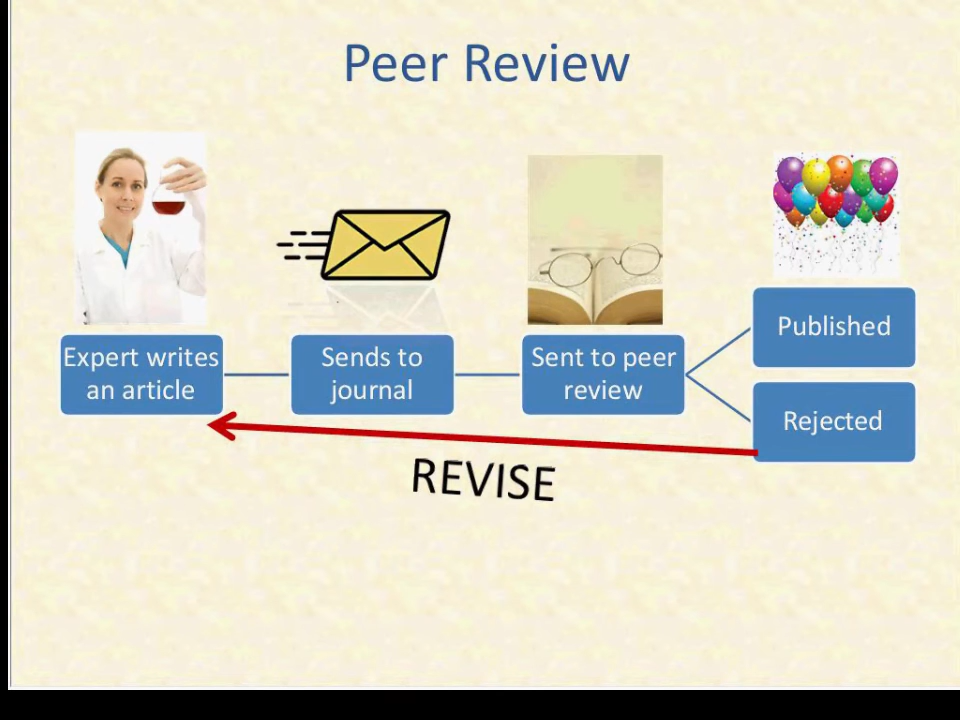 Peer Review
Expert writes
an article
Sends to
journal
Sent to peer
review
Published
Rejected
REVISE